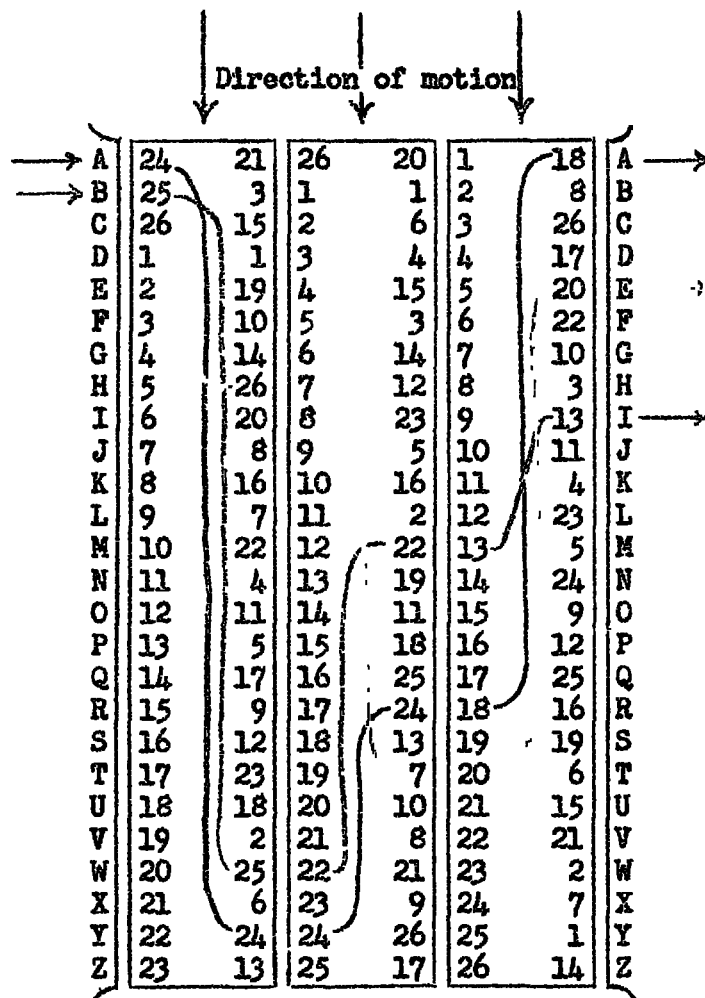 Direction of motion
A 24 21 26 20 1 18 A
B 25 3 1 1 2 8 B
C 26 15 2 6 3 26 C
D 1 1 3 4 4 17 D
E 2 19 4 15 5 20 E
F 3 10 5 3 6 22 F
G 4 14 6 14 7 10 G
H 5 26 7 12 8 3 H
I 6 20 8 23 9 13 I
J 7 8 9 5 10 11 J
K 8 16 10 16 11 4 K
L 9 7 11 2 12 23 L
M 10 22 12 22 13 5 M
N 11 4 13 19 14 24 N
O 12 11 14 11 15 9 O
P 13 5 15 18 16 12 P
Q 14 17 16 25 17 25 Q
R 15 9 17 24 18 16 R
S 16 12 18 13 19 19 S
T 17 23 19 7 20 6 T
U 18 18 20 10 21 15 U
V 19 2 21 8 22 21 V
W 20 25 22 21 23 2 W
X 21 6 23 9 24 7 X
Y 22 24 24 26 25 1 Y
Z 23 13 25 17 26 14 Z